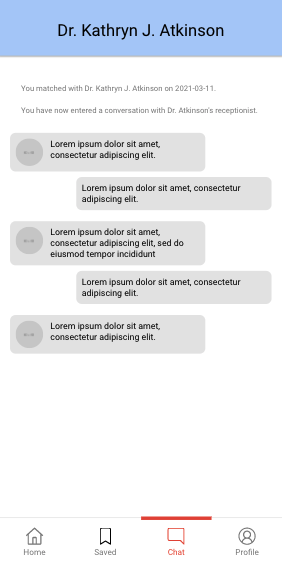 Dr. Kathryn J. Atkinson
You matched with Dr. Kathryn J. Atkinson on 2021-03-11.
You have now entered a conversation with Dr. Atkinson's receptionist.
Lorem ipsum dolor sit amet,
consectetur adipiscing elit.
Lorem ipsum dolor sit amet, consectetur
adipiscing elit.
Lorem ipsum dolor sit amet,
consectetur adipiscing elit, sed do
eiusmod tempor incididunt
Lorem ipsum dolor sit amet, consectetur
adipiscing elit.
Lorem ipsum dolor sit amet,
consectetur adipiscing elit.
Home
Saved
Chat
Profile